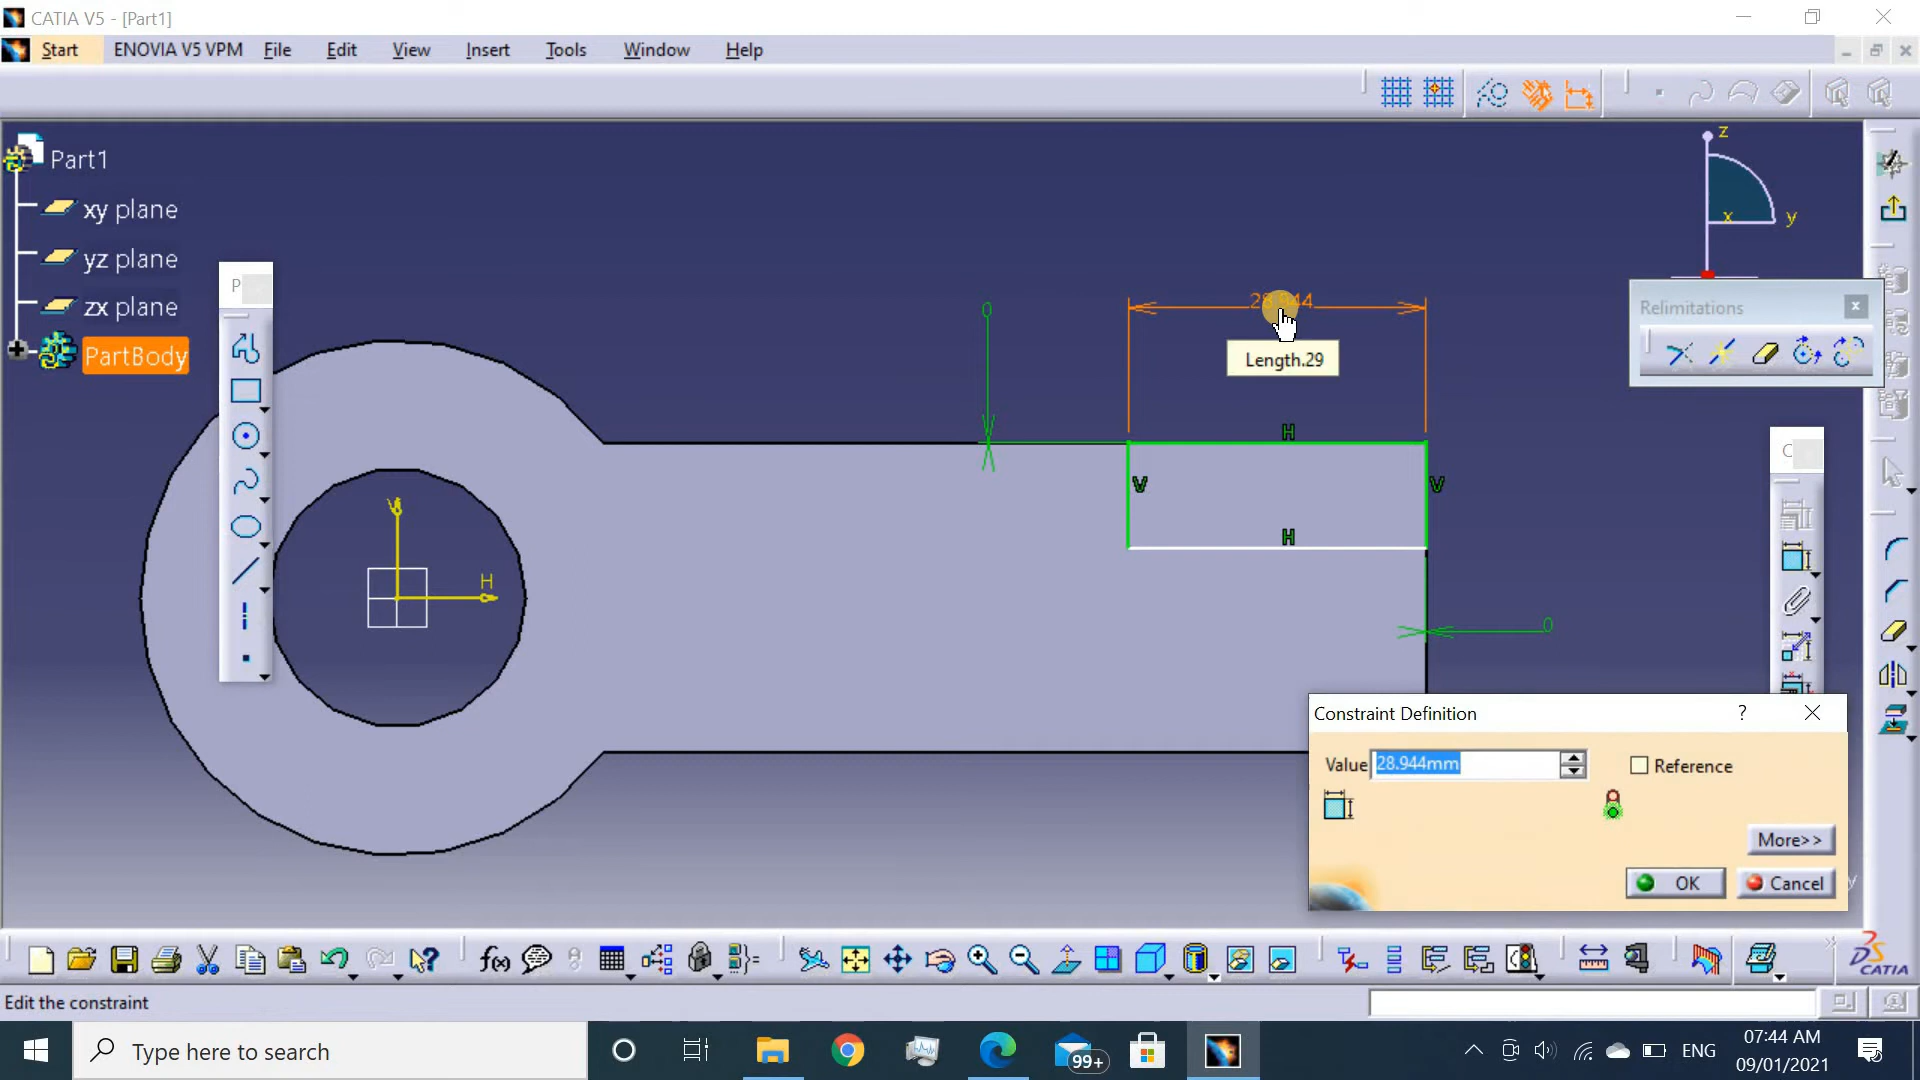 CATIA V5 - [Part1]
Start ENOVIA V5 VPM File Edit View Insert Tools Window Help
Part1
xy plane
yz plane
zx plane
PartBody
P
z
x
y
Relimitations
0
28.944
Length.29
H
V
V
H
0
V
H
C
Constraint Definition ?
Value 28.944mm Reference
More>>
OK Cancel
y
f(x)
CATIA
Edit the constraint
Type here to search
99+
ENG
07:44 AM
09/01/2021